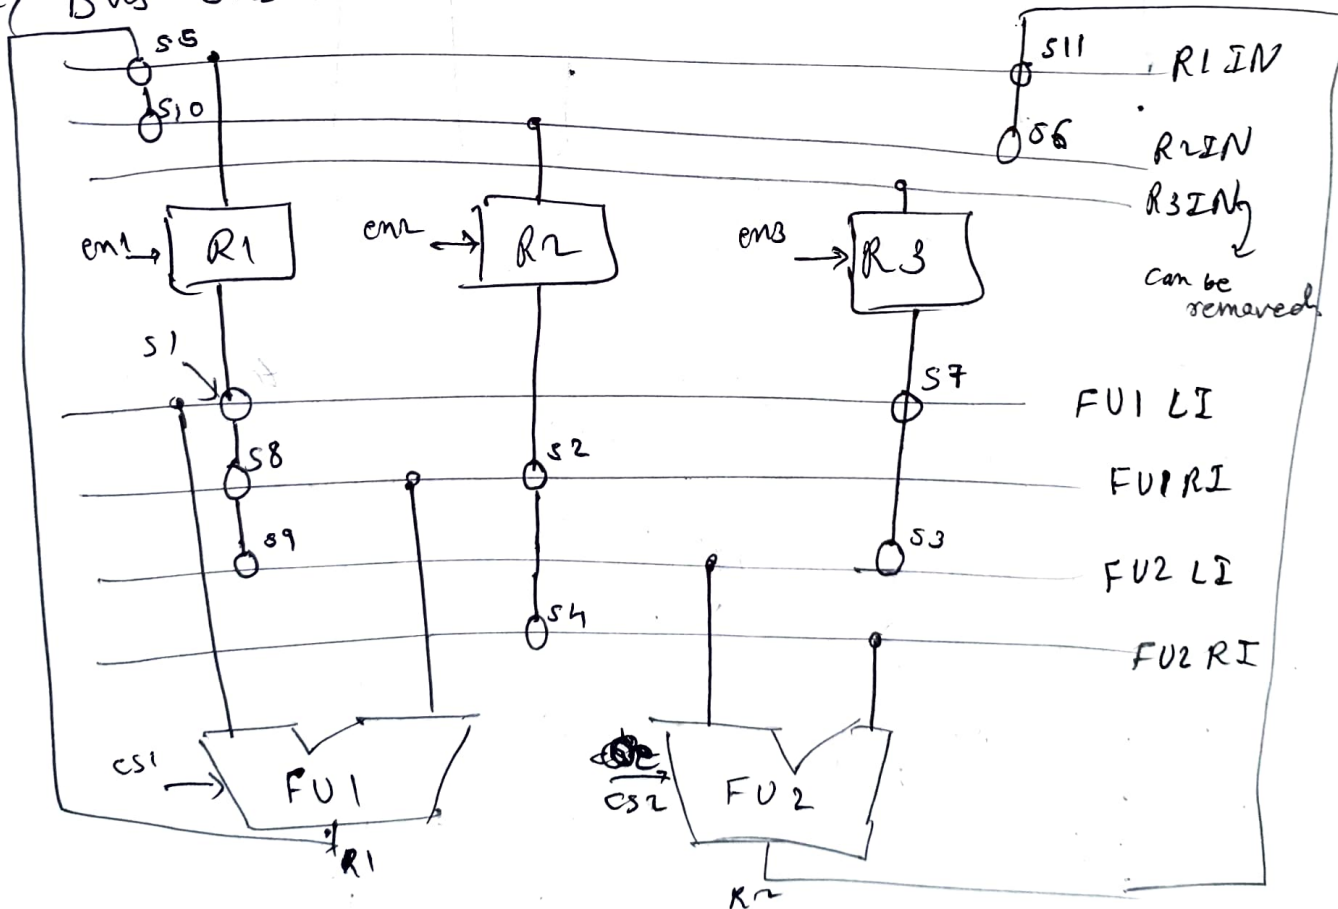 Bus
S5
S11
R1 IN
S10
S6
R2IN
R3IN
can be
removed
en1
R1
en2
R2
en3
R3
S1
S7
FU1 LI
S8
S2
FU1RI
S9
S3
FU2 LI
S4
FU2 RI
cs1
FU1
cs2
FU2
R1
R2